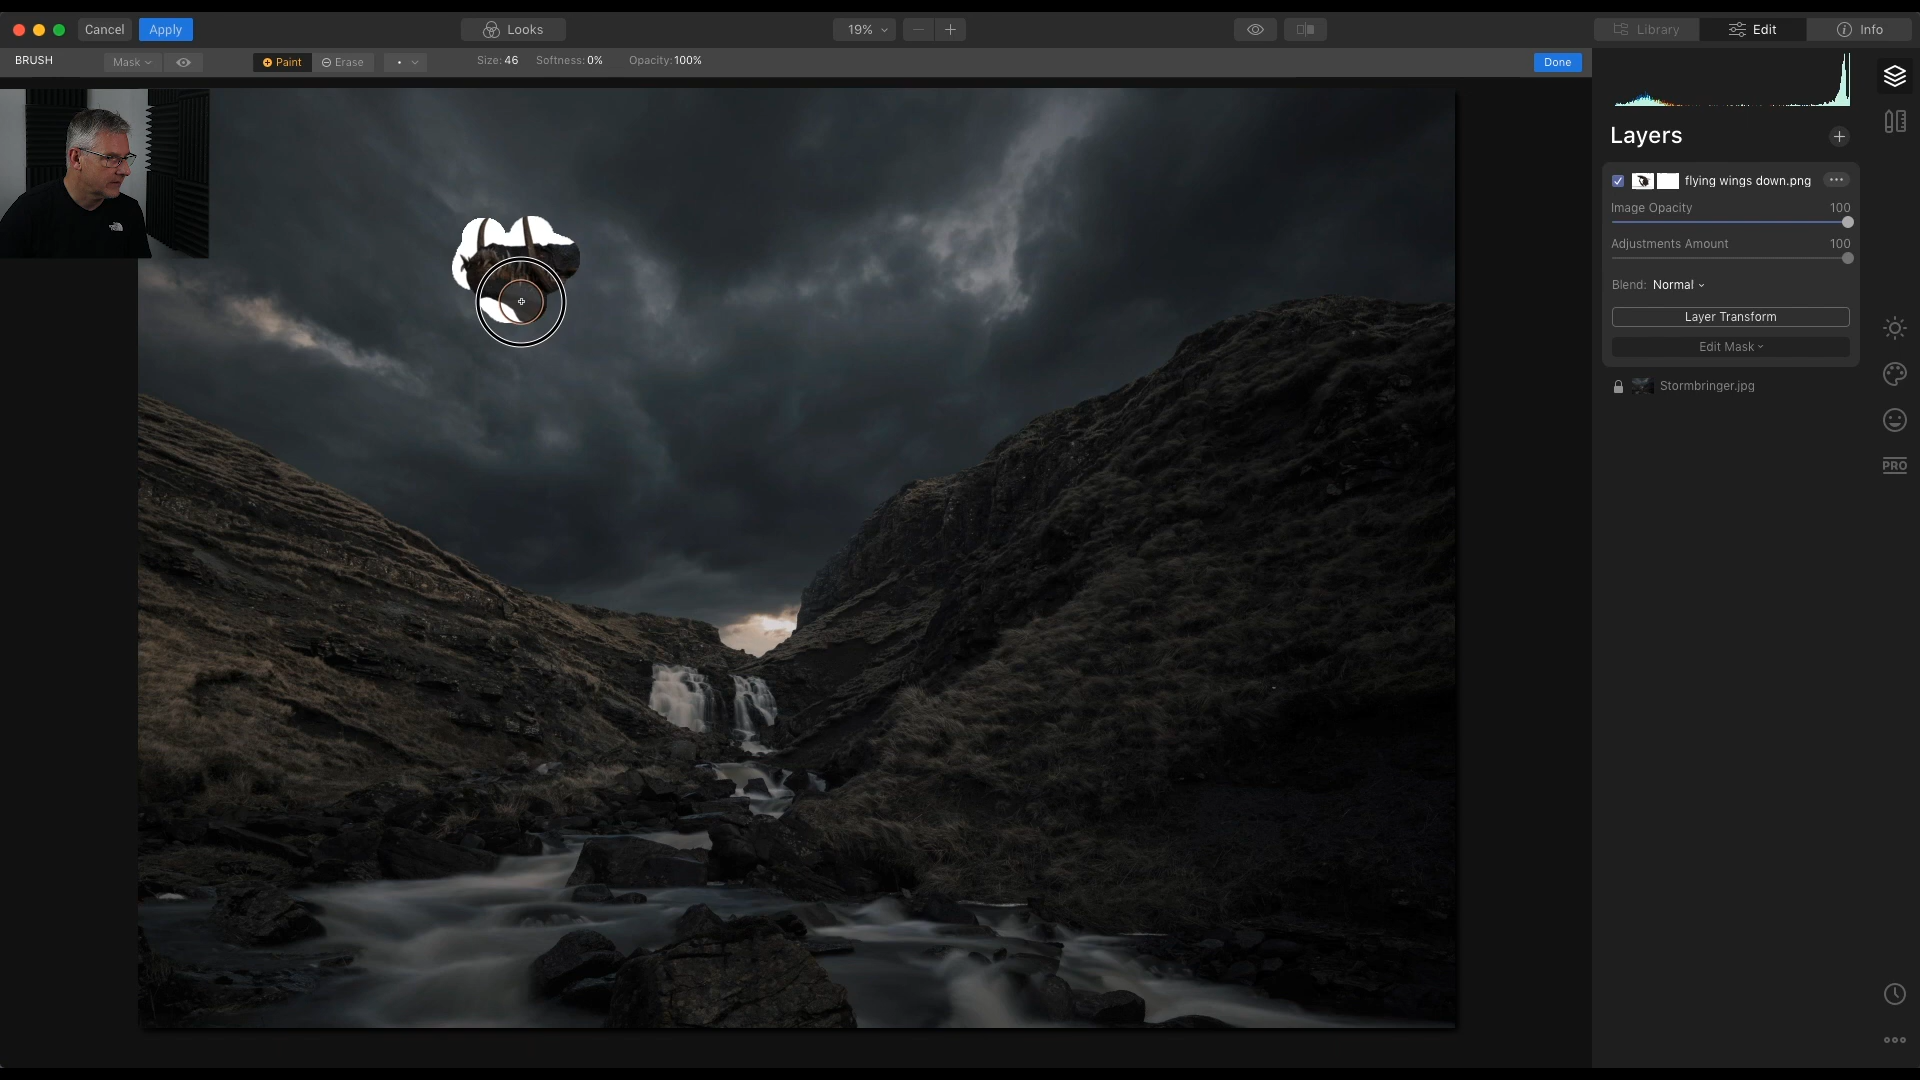 Cancel Apply Looks 19% Library Edit Info
BRUSH Mask Paint Erase Size: 46 Softness: 0% Opacity: 100% Done
Layers
flying wings down.png
Image Opacity 100
Adjustments Amount 100
Blend: Normal
Layer Transform
Edit Mask
Stormbringer.jpg
PRO